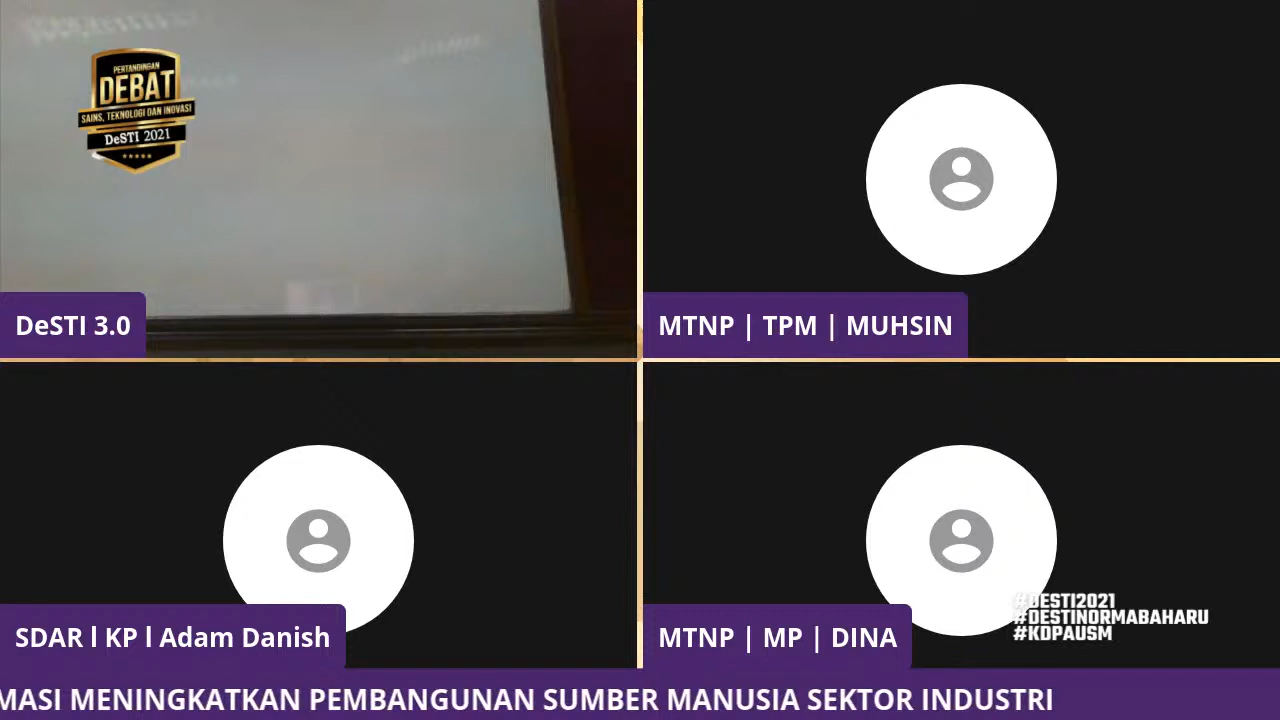 PERTANDINGAN
DEBAT
SAINS, TEKNOLOGI DAN INOVASI
DeSTI 2021
DeSTI 3.0
MTNP | TPM | MUHSIN
SDAR l KP l Adam Danish
MTNP | MP | DINA
#DESTI2021
#DESTINORMABAHARU
#KDPAUSM
MASI MENINGKATKAN PEMBANGUNAN SUMBER MANUSIA SEKTOR INDUSTRI